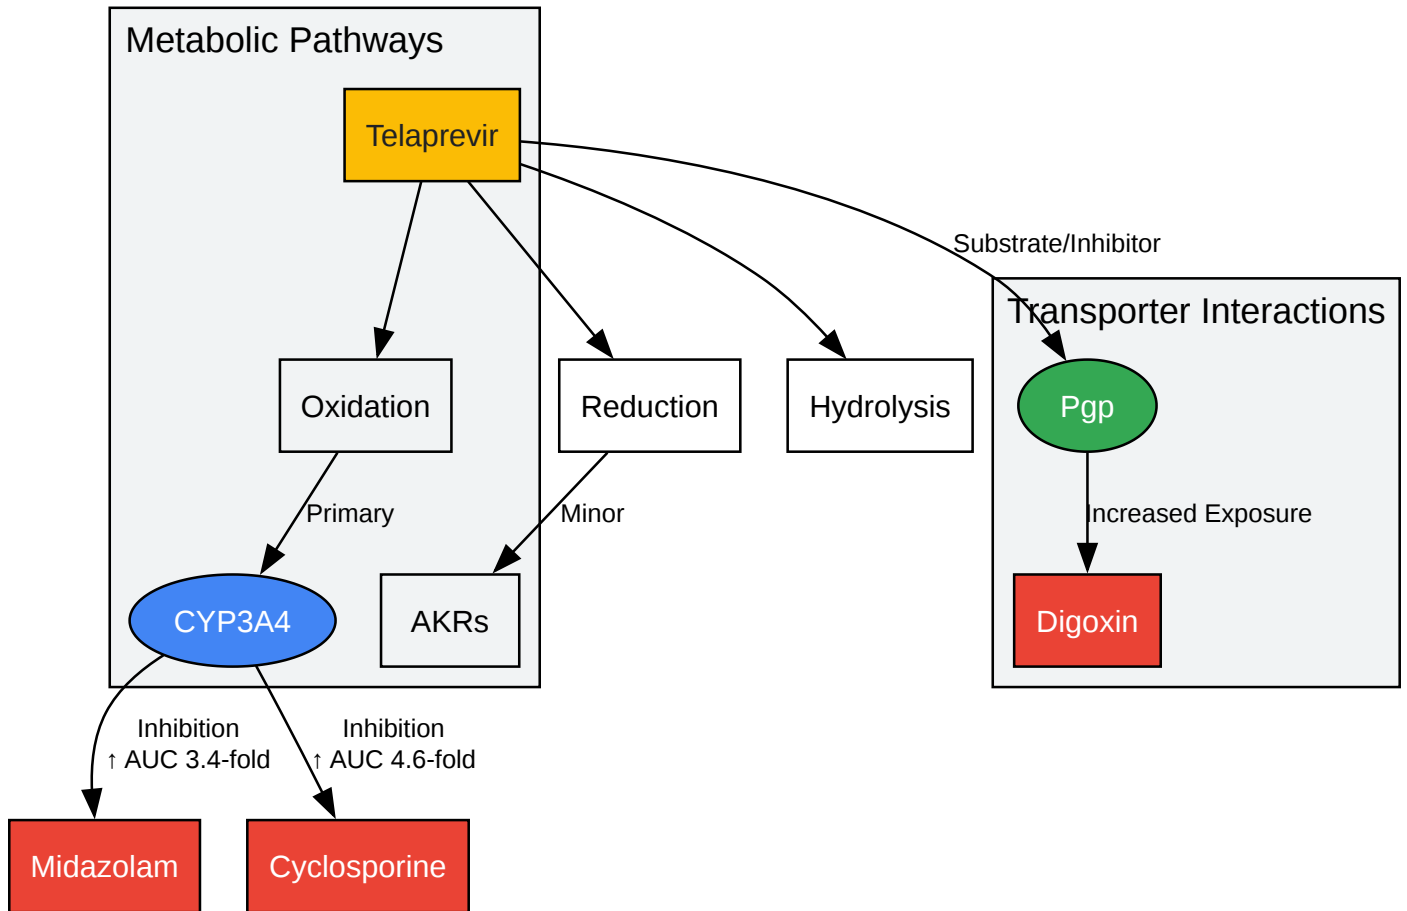 Metabolic Pathways
Telaprevir
Substrate/Inhibitor
Transporter Interactions
Oxidation
Reduction
Hydrolysis
Pgp
Primary
Minor
Increased Exposure
CYP3A4
AKRs
Digoxin
Inhibition
↑ AUC 3.4-fold
Inhibition
↑ AUC 4.6-fold
Midazolam
Cyclosporine